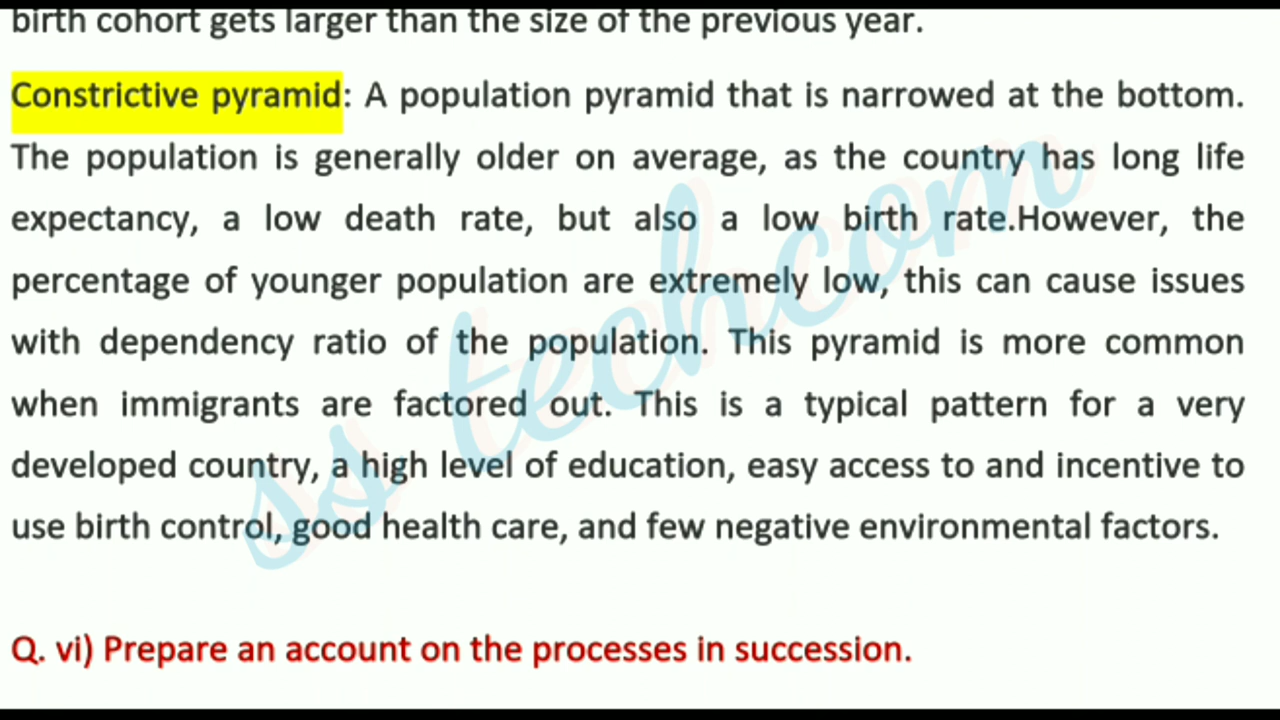 birth cohort gets larger than the size of the previous year.
Constrictive pyramid: A population pyramid that is narrowed at the bottom.
The population is generally older on average, as the country has long life
expectancy, a low death rate, but also a low birth rate.However, the
percentage of younger population are extremely low, this can cause issues
with dependency ratio of the population. This pyramid is more common
when immigrants are factored out. This is a typical pattern for a very
developed country, a high level of education, easy access to and incentive to
use birth control, good health care, and few negative environmental factors.
ss techcom
Q. vi) Prepare an account on the processes in succession.